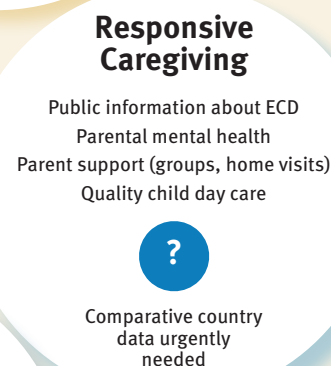 Responsive
Caregiving
Public information about ECD
Parental mental health
Parent support (groups, home visits)
Quality child day care
?
Comparative country
data urgently
needed